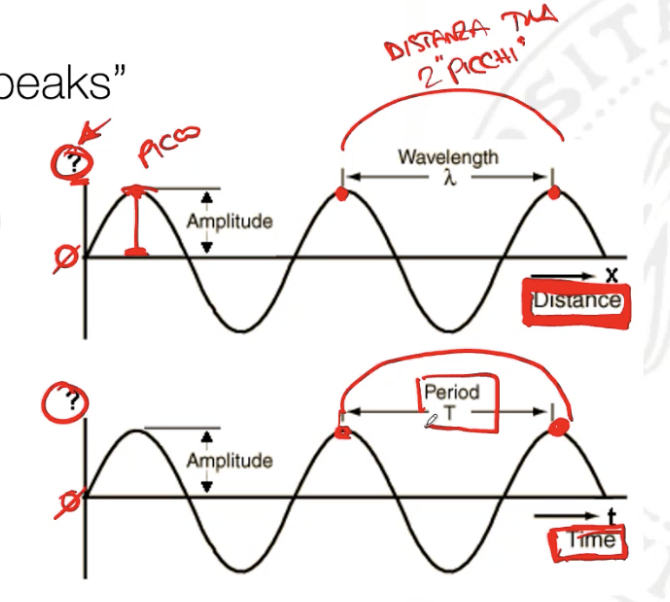 DISTANZA TRA
2 "PICCHI"
peaks”
PICCO
?
Wavelength
λ
Amplitude
Ø
x
Distance
?
Period
T
Amplitude
Ø
t
Time